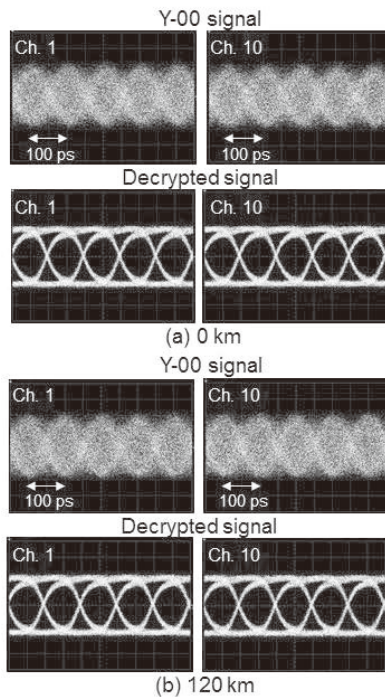 Y-00 signal
Ch. 1
Ch. 10
100 ps
100 ps
Decrypted signal
Ch. 1
Ch. 10
(a) 0 km
Y-00 signal
Ch. 1
Ch. 10
100 ps
100 ps
Decrypted signal
Ch. 1
Ch. 10
(b) 120 km